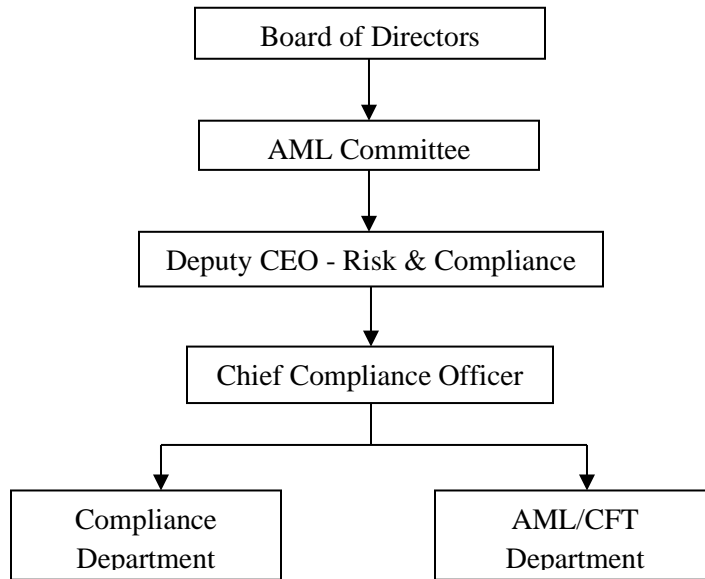 Board of Directors
AML Committee
Deputy CEO - Risk & Compliance
Chief Compliance Officer
Compliance
Department
AML/CFT
Department